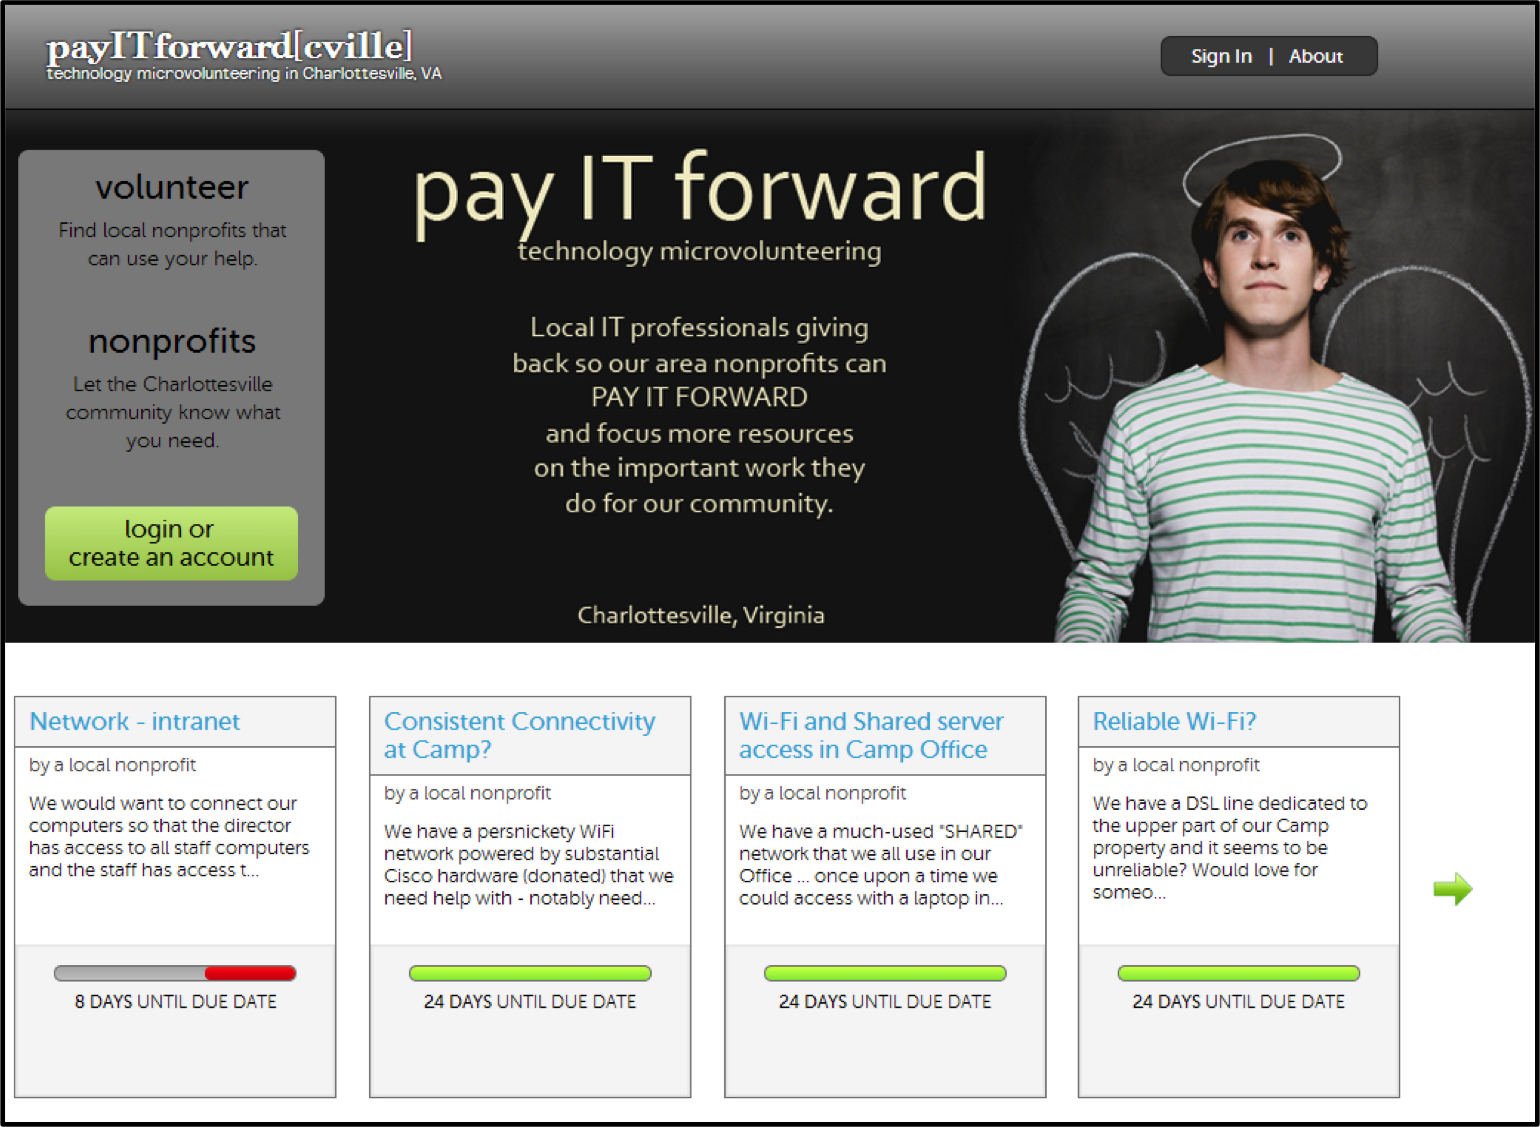 payITforward[cville]
technology microvolunteering in Charlottesville, VA
Sign In | About
volunteer
Find local nonprofits that
can use your help.
nonprofits
Let the Charlottesville
community know what
you need.
login or
create an account
pay IT forward
technology microvolunteering
Local IT professionals giving
back so our area nonprofits can
PAY IT FORWARD
and focus more resources
on the important work they
do for our community.
Charlottesville, Virginia
Network - intranet
by a local nonprofit
We would want to connect our
computers so that the director
has access to all staff computers
and the staff has access t...
8 DAYS UNTIL DUE DATE
Consistent Connectivity
at Camp?
by a local nonprofit
We have a persnickety WiFi
network powered by substantial
Cisco hardware (donated) that we
need help with - notably need...
24 DAYS UNTIL DUE DATE
Wi-Fi and Shared server
access in Camp Office
by a local nonprofit
We have a much-used "SHARED"
network that we all use in our
Office ... once upon a time we
could access with a laptop in...
24 DAYS UNTIL DUE DATE
Reliable Wi-Fi?
by a local nonprofit
We have a DSL line dedicated to
the upper part of our Camp
property and it seems to be
unreliable? Would love for
someo...
24 DAYS UNTIL DUE DATE